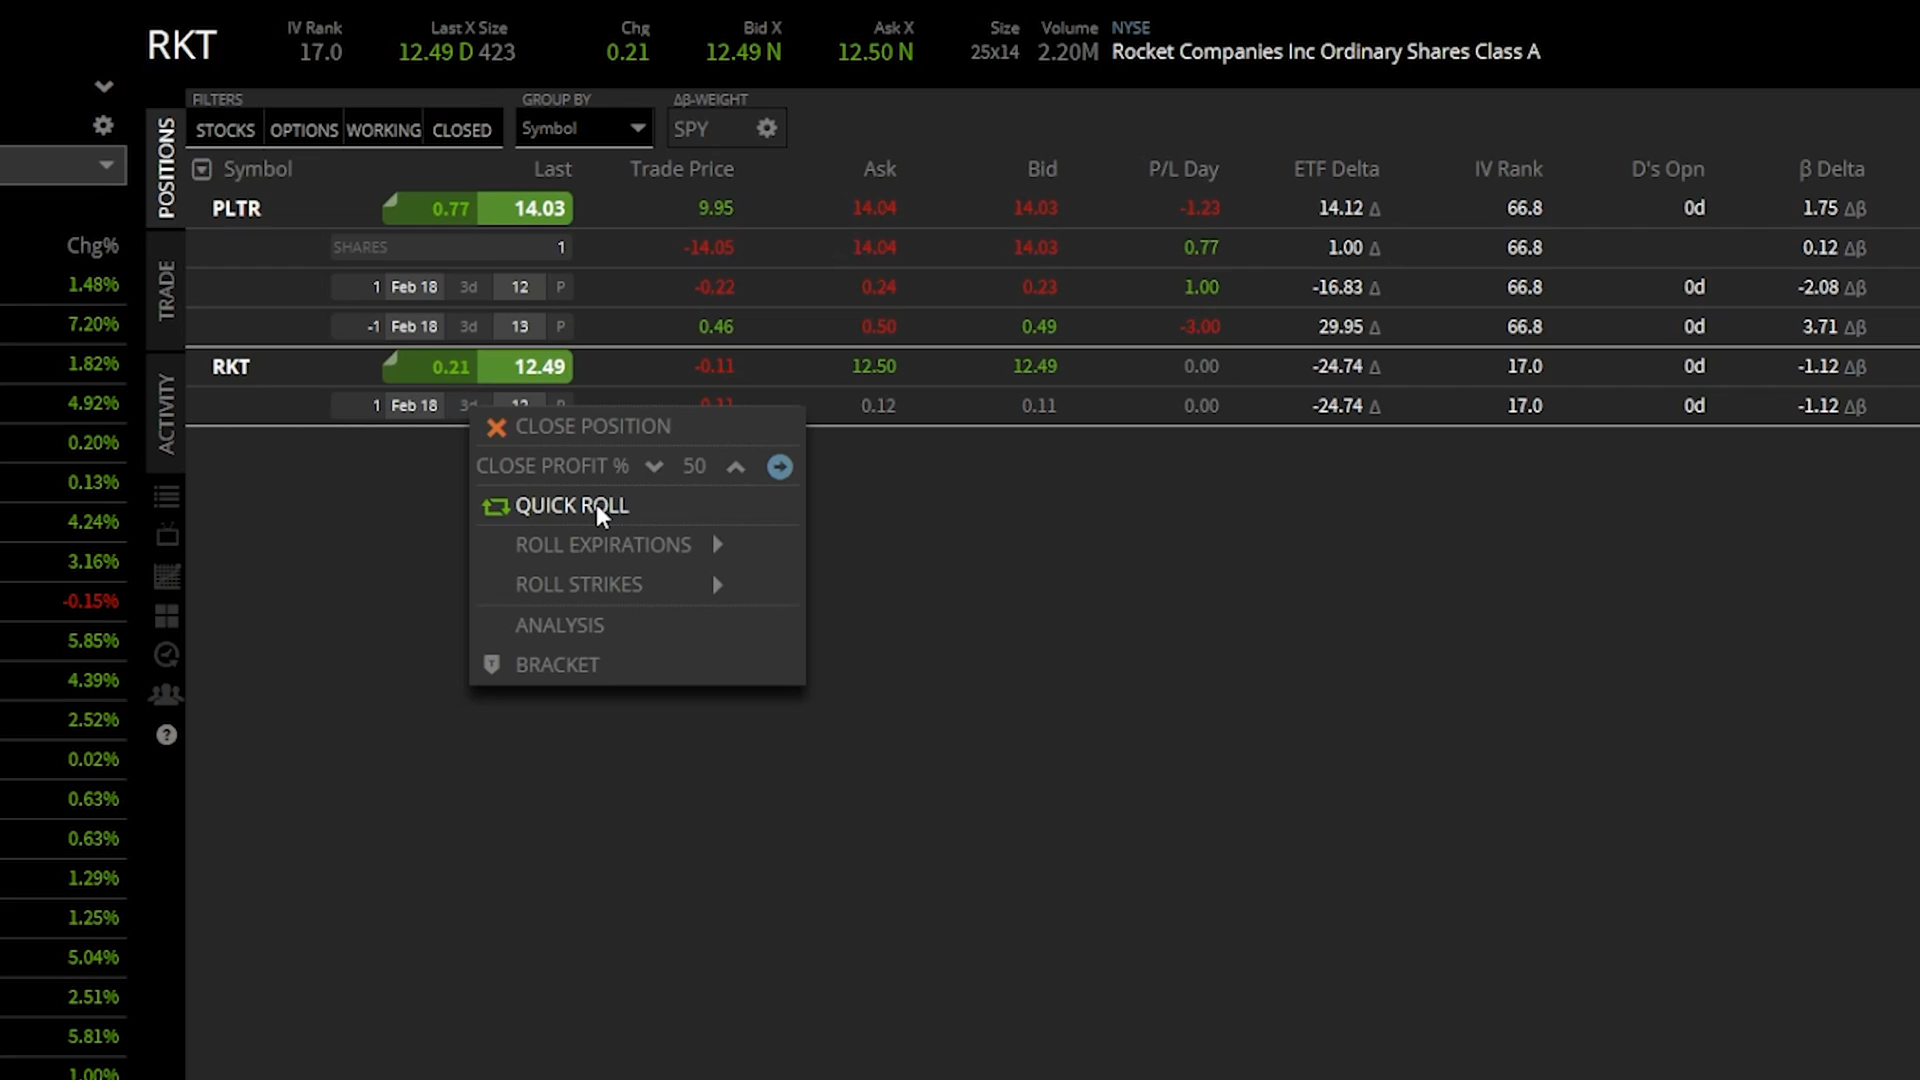 RKT IV Rank Last X Size Chg Bid X Ask X Size Volume NYSE
17.0 12.49 D 423 0.21 12.49 N 12.50 N 25x14 2.20M Rocket Companies Inc Ordinary Shares Class A
FILTERS GROUP BY Δβ-WEIGHT
STOCKS OPTIONS WORKING CLOSED Symbol SPY
POSITIONS
TRADE
ACTIVITY
Symbol Last Trade Price Ask Bid P/L Day ETF Delta IV Rank D's Opn β Delta
PLTR 0.77 14.03 9.95 14.04 14.03 -1.23 14.12 Δ 66.8 0d 1.75 Δβ
SHARES 1 -14.05 14.04 14.03 0.77 1.00 Δ 66.8 0.12 Δβ
1 Feb 18 3d 12 P -0.22 0.24 0.23 1.00 -16.83 Δ 66.8 0d -2.08 Δβ
-1 Feb 18 3d 13 P 0.46 0.50 0.49 -3.00 29.95 Δ 66.8 0d 3.71 Δβ
RKT 0.21 12.49 -0.11 12.50 12.49 0.00 -24.74 Δ 17.0 0d -1.12 Δβ
1 Feb 18 3d 12 P 0.11 0.12 0.11 0.00 -24.74 Δ 17.0 0d -1.12 Δβ
CLOSE POSITION
CLOSE PROFIT % 50
QUICK ROLL
ROLL EXPIRATIONS
ROLL STRIKES
ANALYSIS
BRACKET
Chg%
1.48%
7.20%
1.82%
4.92%
0.20%
0.13%
4.24%
3.16%
-0.15%
5.85%
4.39%
2.52%
0.02%
0.63%
0.63%
1.29%
1.25%
5.04%
2.51%
5.81%
1.00%